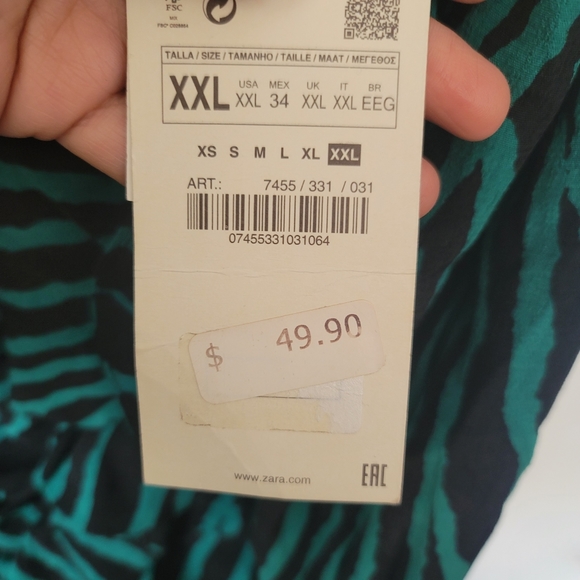 FSC
TALLA / SIZE / TAMANHO / TAILLE / MAAT / ΜΕΓΕΘΟΣ
XXL USA XXL MEX 34 UK XXL IT XXL BR EEG
XS S M L XL XXL
ART.: 7455 / 331 / 031
07455331031064
$ 49.90
www.zara.com
EAC